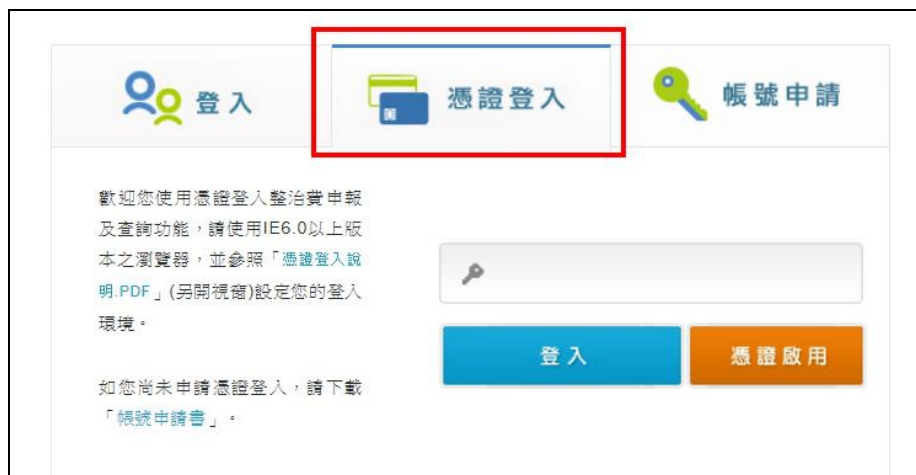 登入
憑證登入
帳號申請
歡迎您使用憑證登入整治費申報
及查詢功能，請使用IE6.0以上版
本之瀏覽器，並參照「憑證登入說
明.PDF」(另開視窗)設定您的登入
環境。
如您尚未申請憑證登入，請下載
「帳號申請書」。
登入
憑證啟用